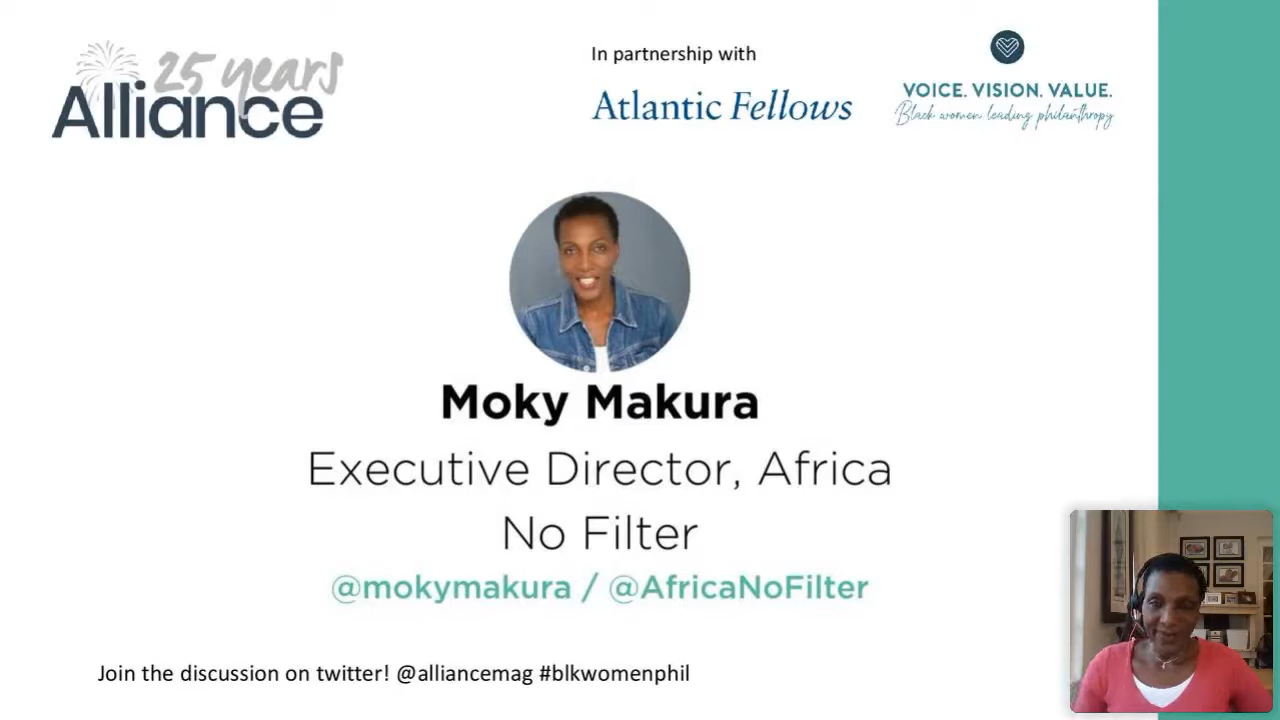 25 years
Alliance
In partnership with
Atlantic Fellows
VOICE. VISION. VALUE.
Black women leading philanthropy
Moky Makura
Executive Director, Africa
No Filter
@mokymakura / @AfricaNoFilter
Join the discussion on twitter! @alliancemag #blkwomenphil